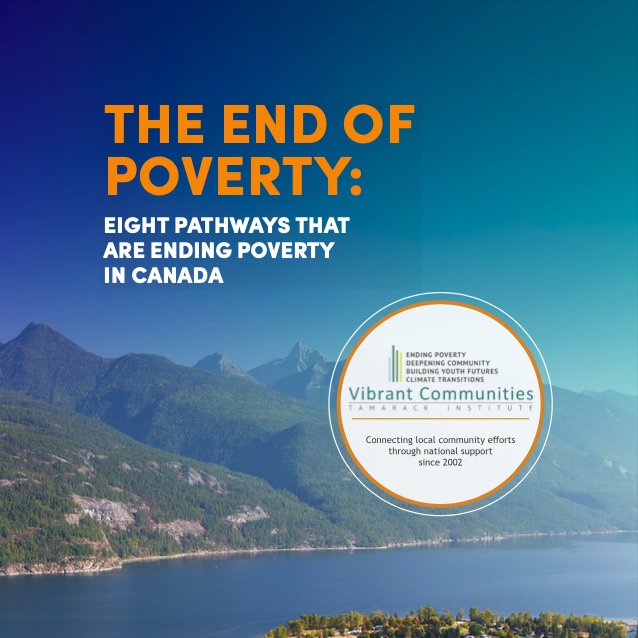 THE END OF
POVERTY:
EIGHT PATHWAYS THAT
ARE ENDING POVERTY
IN CANADA
ENDING POVERTY
DEEPENING COMMUNITY
BUILDING YOUTH FUTURES
CLIMATE TRANSITIONS
Vibrant Communities
TAMARACK INSTITUTE
Connecting local community efforts
through national support
since 2002